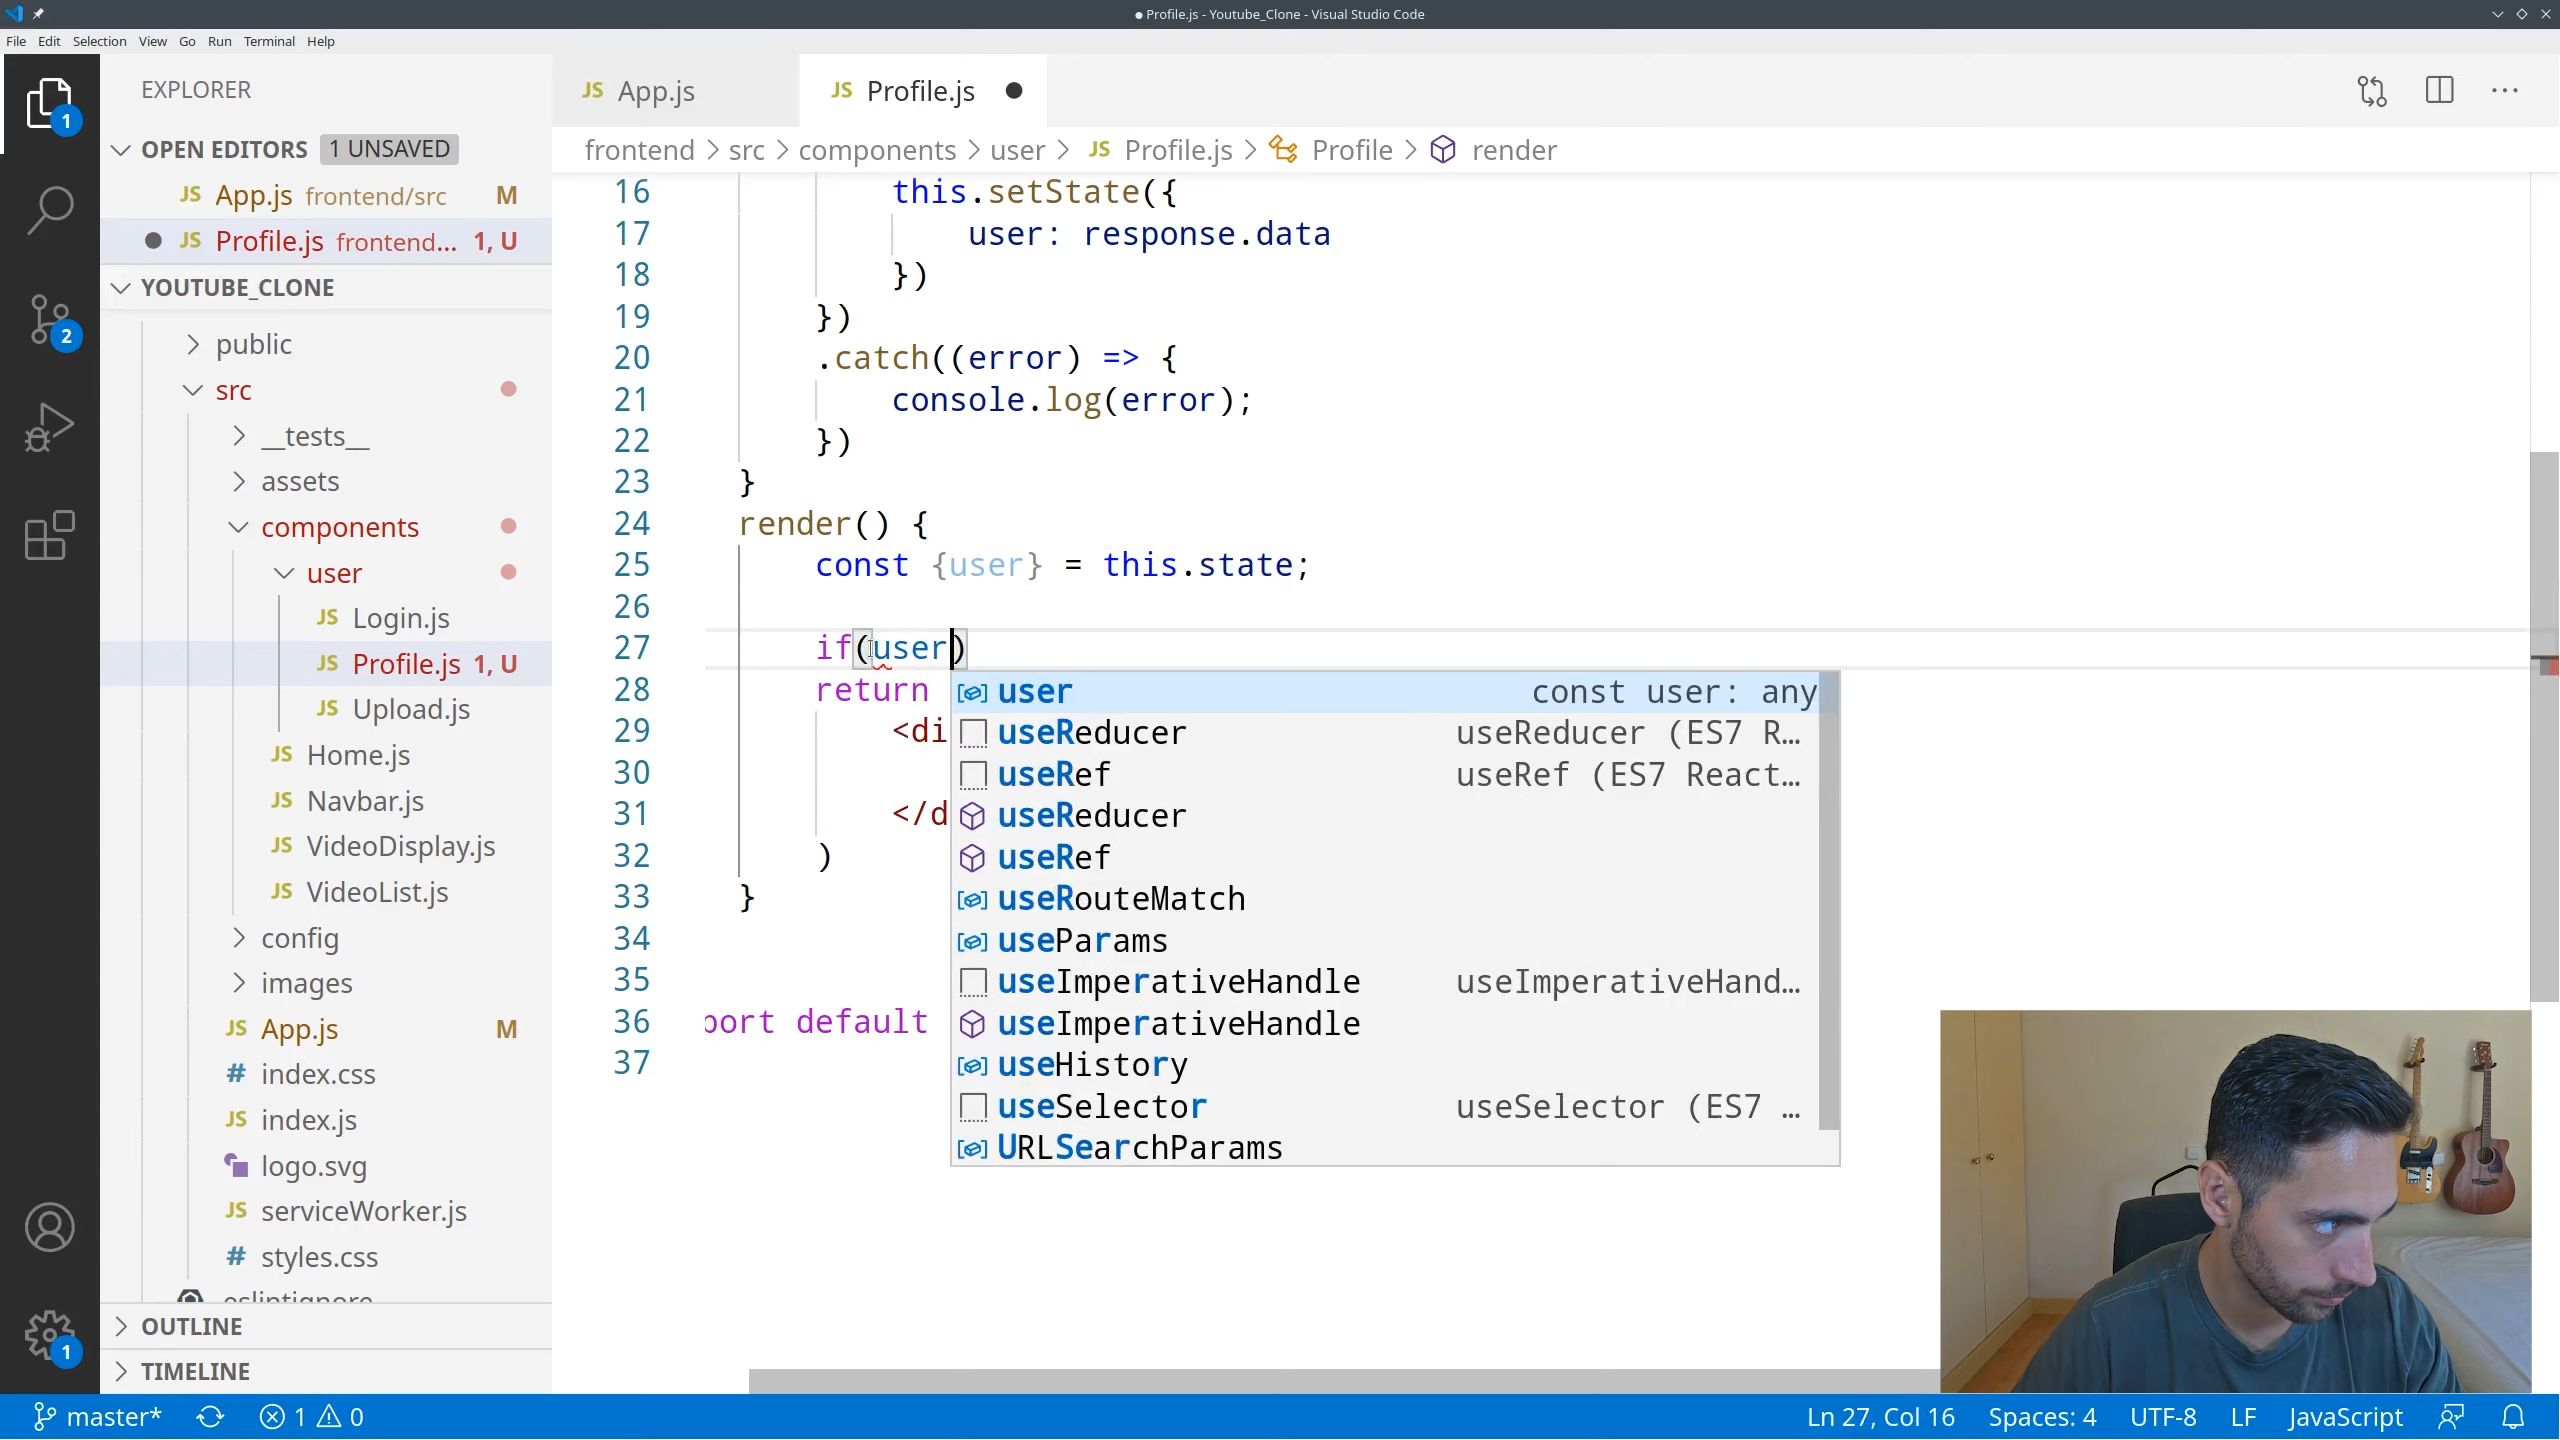 Profile.js - Youtube_Clone - Visual Studio Code
File Edit Selection View Go Run Terminal Help
EXPLORER
OPEN EDITORS 1 UNSAVED
JS App.js frontend/src M
JS Profile.js frontend... 1, U
YOUTUBE_CLONE
public
src
__tests__
assets
components
user
JS Login.js
JS Profile.js 1, U
JS Upload.js
JS Home.js
JS Navbar.js
JS VideoDisplay.js
JS VideoList.js
config
images
JS App.js M
# index.css
JS index.js
logo.svg
JS serviceWorker.js
# styles.css
eslintignore
OUTLINE
TIMELINE
1
2
1
JS App.js
JS Profile.js
frontend > src > components > user > JS Profile.js > Profile > render
16 this.setState({
17 user: response.data
18 })
19 })
20 .catch((error) => {
21 console.log(error);
22 })
23 }
24 render() {
25 const {user} = this.state;
26
27 if(user)
28 return
29 <di
30
31 </d
32 )
33 }
34
35
36 port default
37
user const user: any
useReducer useReducer (ES7 R…
useRef useRef (ES7 React…
useReducer
useRef
useRouteMatch
useParams
useImperativeHandle useImperativeHand…
useImperativeHandle
useHistory
useSelector useSelector (ES7 …
URLSearchParams
master* 1 0 Ln 27, Col 16 Spaces: 4 UTF-8 LF JavaScript